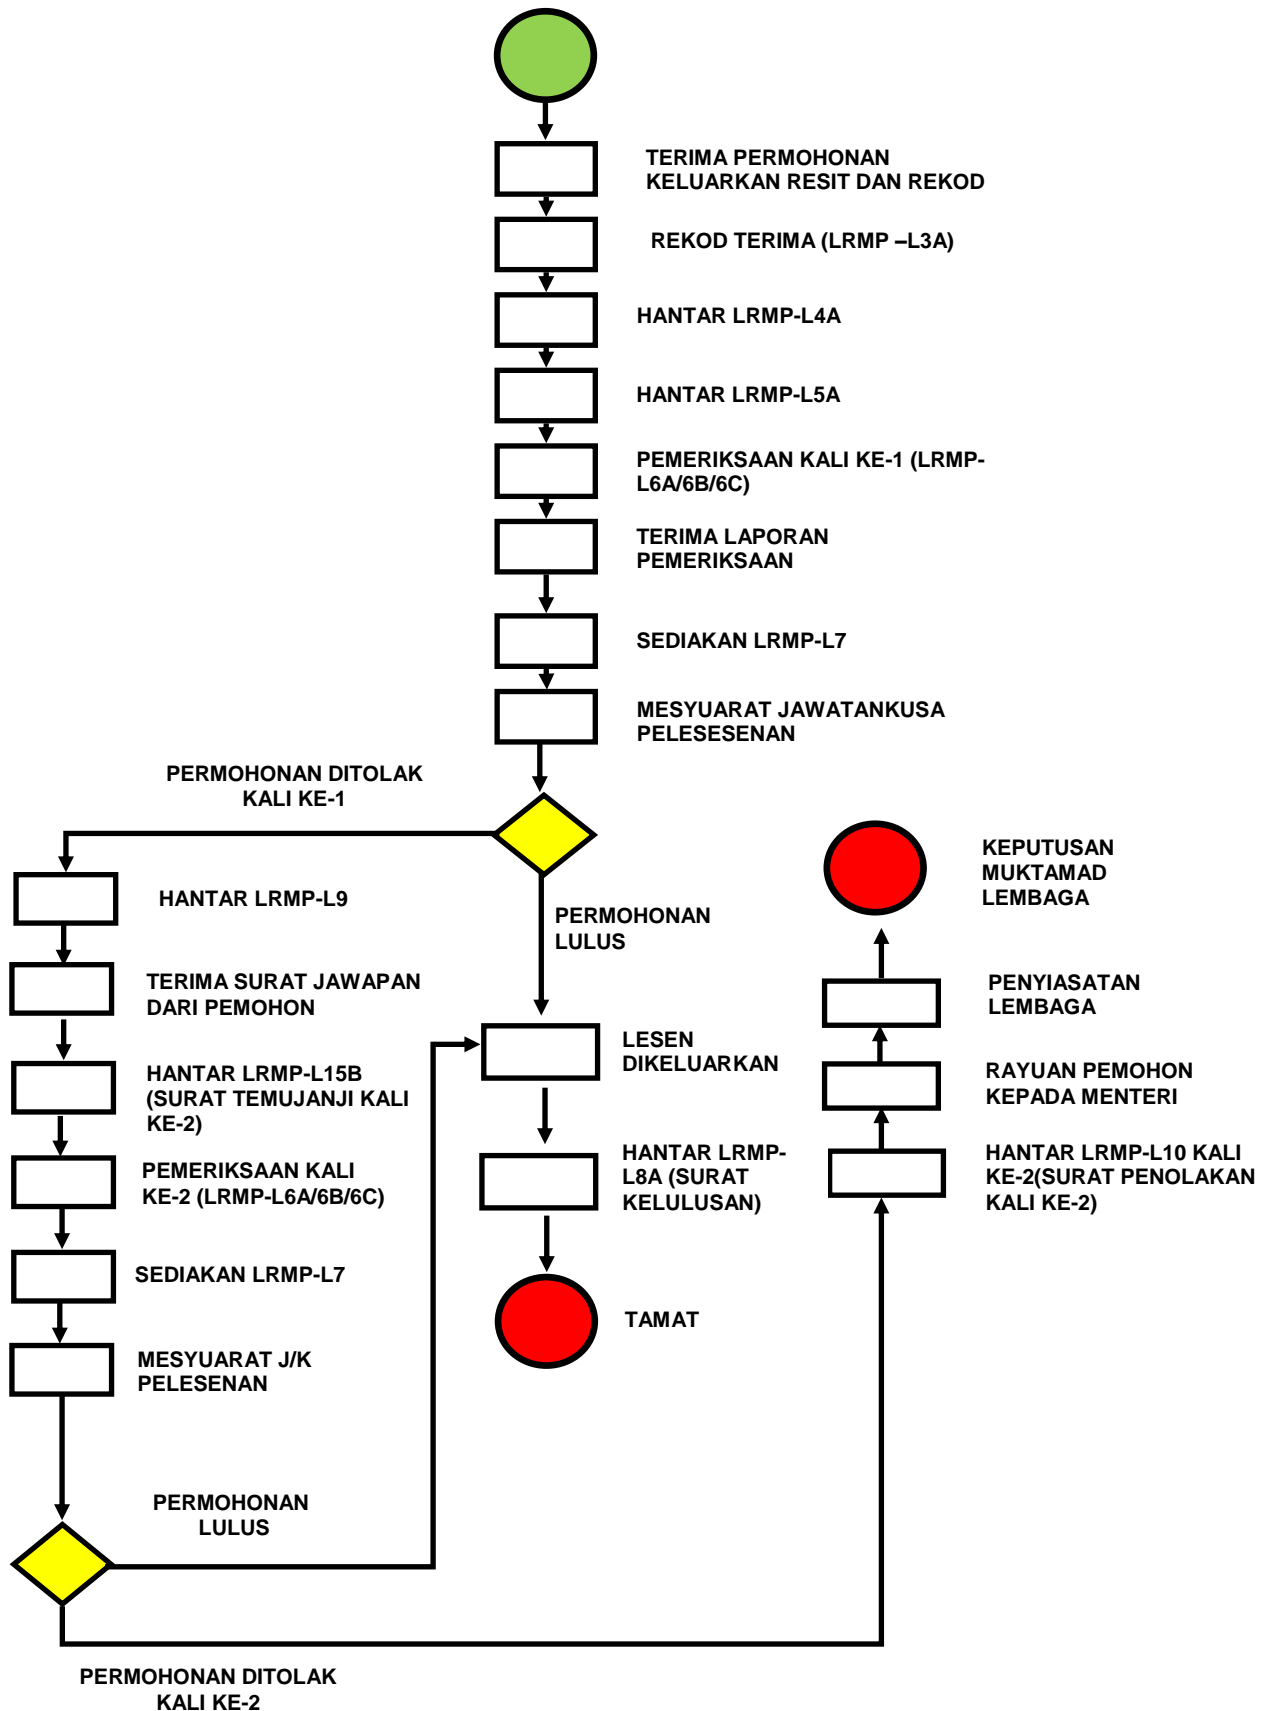 TERIMA PERMOHONAN
KELUARKAN RESIT DAN REKOD
REKOD TERIMA (LRMP –L3A)
HANTAR LRMP-L4A
HANTAR LRMP-L5A
PEMERIKSAAN KALI KE-1 (LRMP-
L6A/6B/6C)
TERIMA LAPORAN
PEMERIKSAAN
SEDIAKAN LRMP-L7
MESYUARAT JAWATANKUSA
PELESESENAN
PERMOHONAN DITOLAK
KALI KE-1
HANTAR LRMP-L9
TERIMA SURAT JAWAPAN
DARI PEMOHON
HANTAR LRMP-L15B
(SURAT TEMUJANJI KALI
KE-2)
PEMERIKSAAN KALI
KE-2 (LRMP-L6A/6B/6C)
SEDIAKAN LRMP-L7
MESYUARAT J/K
PELESENAN
PERMOHONAN
LULUS
PERMOHONAN DITOLAK
KALI KE-2
PERMOHONAN
LULUS
LESEN
DIKELUARKAN
HANTAR LRMP-
L8A (SURAT
KELULUSAN)
TAMAT
KEPUTUSAN
MUKTAMAD
LEMBAGA
PENYIASATAN
LEMBAGA
RAYUAN PEMOHON
KEPADA MENTERI
HANTAR LRMP-L10 KALI
KE-2(SURAT PENOLAKAN
KALI KE-2)